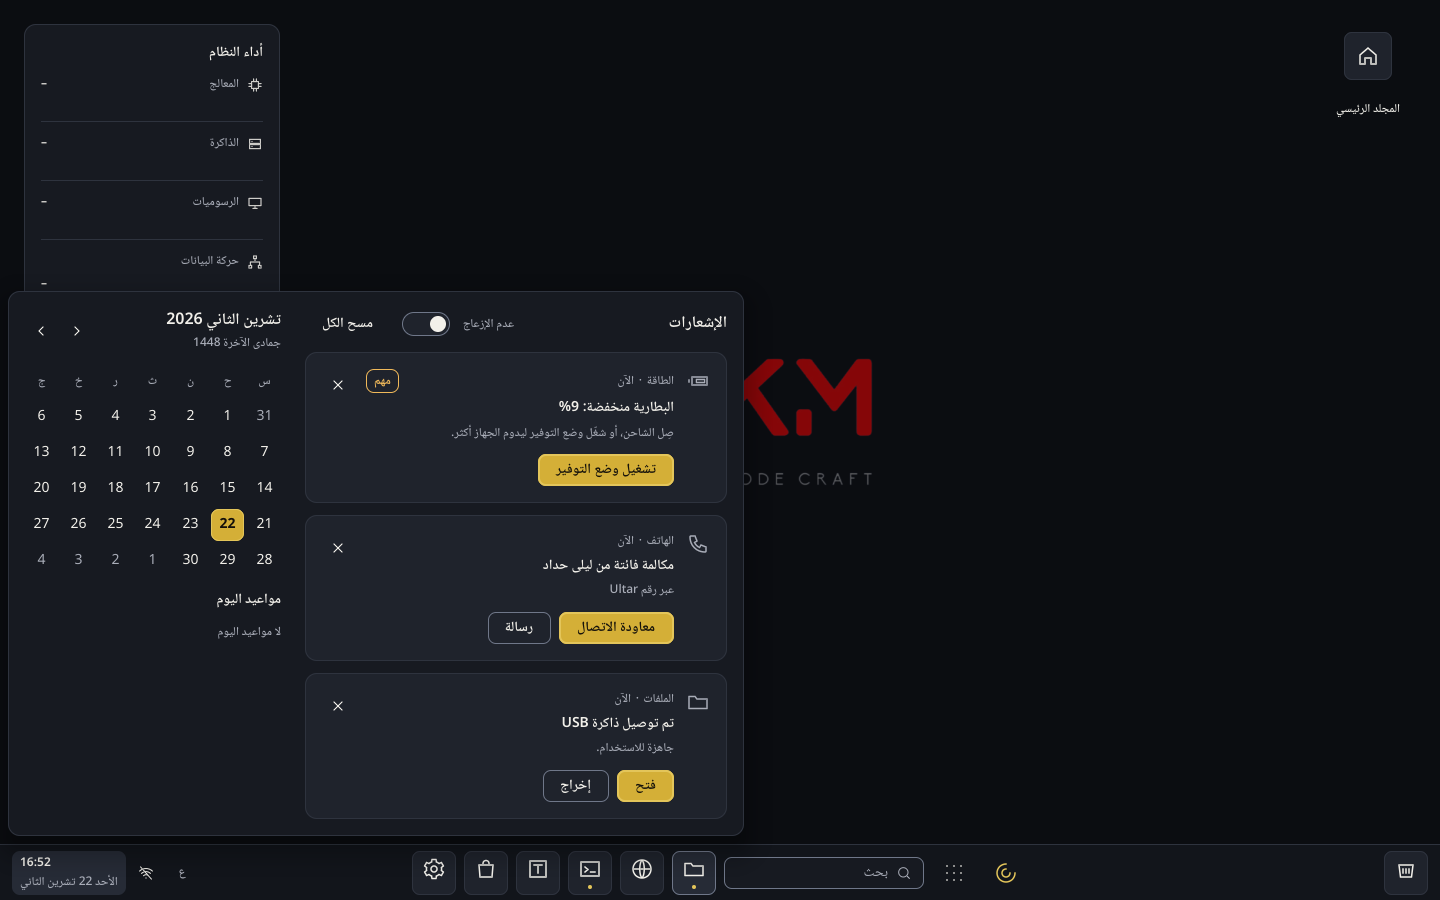 المجلد الرئيسي
أداء النظام
المعالج
–
الذاكرة
–
الرسوميات
–
حركة البيانات
–
الإشعارات
عدم الإزعاج
مسح الكل
الطاقة · الآن
مهم
البطارية منخفضة: 9%
صِل الشاحن، أو شغّل وضع التوفير ليدوم الجهاز أكثر.
تشغيل وضع التوفير
الهاتف · الآن
مكالمة فائتة من ليلى حداد
عبر رقم Ultar
معاودة الاتصال
رسالة
الملفات · الآن
تم توصيل ذاكرة USB
جاهزة للاستخدام.
فتح
إخراج
تشرين الثاني 2026
جمادى الآخرة 1448
س ح ن ث ر خ ج
31 1 2 3 4 5 6
7 8 9 10 11 12 13
14 15 16 17 18 19 20
21 22 23 24 25 26 27
28 29 30 1 2 3 4
مواعيد اليوم
لا مواعيد اليوم
KM
ODE CRAFT
بحث
ع
16:52
الأحد 22 تشرين الثاني